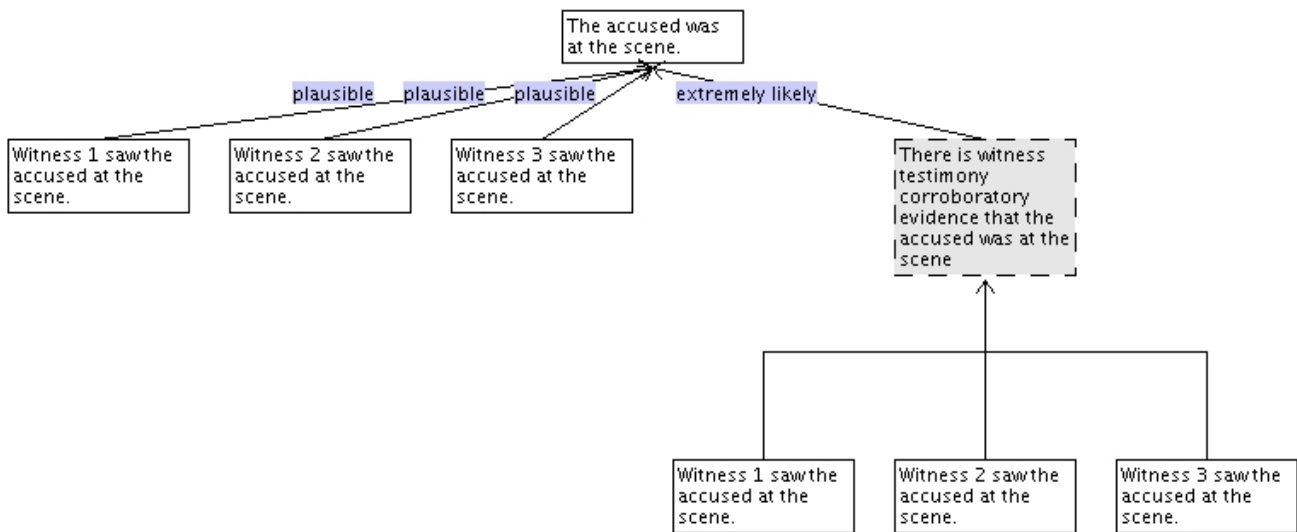 The accused was
at the scene.
plausible
plausible
plausible
extremely likely
Witness 1 saw the
accused at the
scene.
Witness 2 saw the
accused at the
scene.
Witness 3 saw the
accused at the
scene.
There is witness
testimony
corroboratory
evidence that the
accused was at the
scene
Witness 1 saw the
accused at the
scene.
Witness 2 saw the
accused at the
scene.
Witness 3 saw the
accused at the
scene.